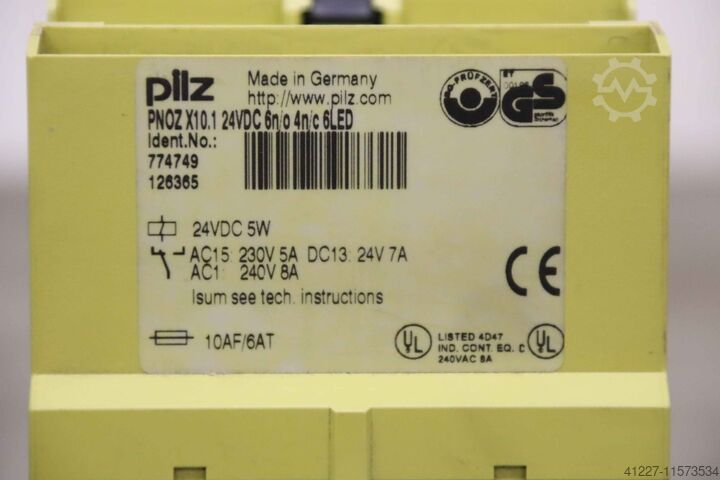 pilz
Made in Germany
http://www.pilz.com
PNOZ X10.1 24VDC 6n/o 4n/c 6LED
Ident.No.:
774749
126365
24VDC 5W
AC15: 230V 5A DC13: 24V 7A
AC1: 240V 8A
Isum see tech. instructions
10AF/6AT
CE
UL
LISTED 4D47
IND. CONT. EQ.
240VAC 8A
UL
GS
41227-11573534